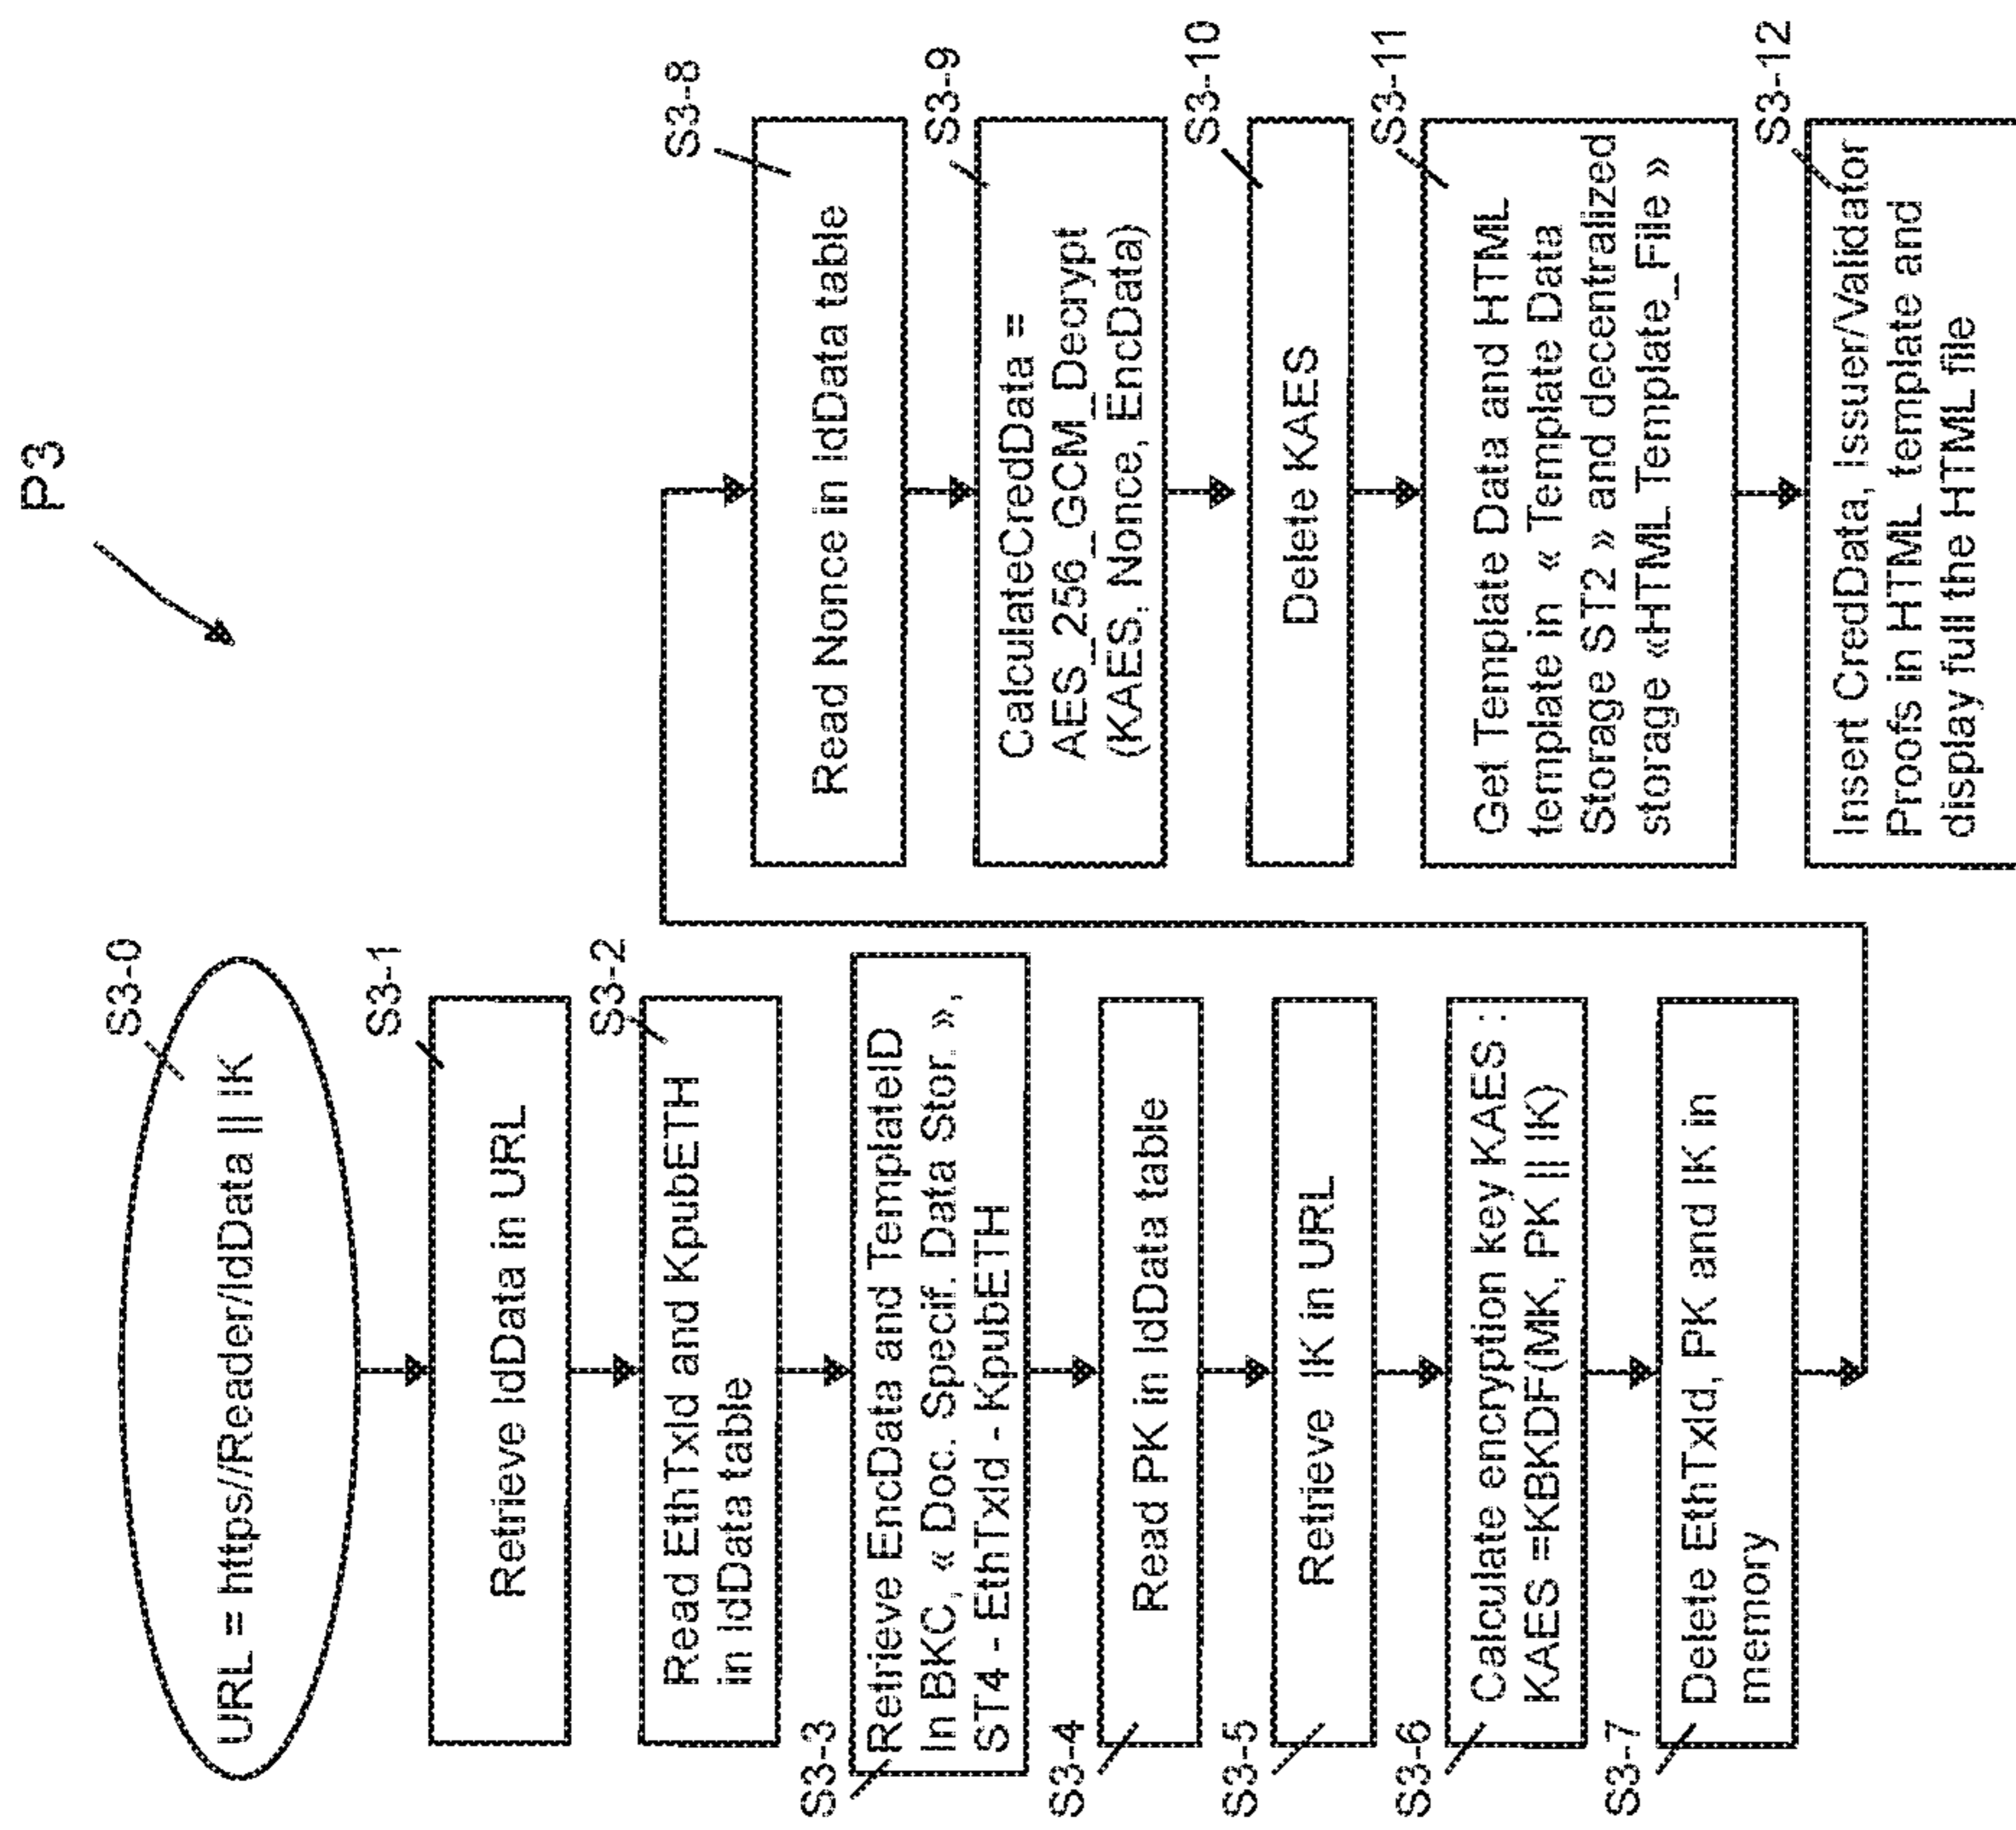 P3
S3-0
URL = https//Reader/IdData || IK
S3-1
Retrieve IdData in URL
S3-2
Read EthTxId and KpubETH
in IdData table
S3-3
Retrieve EncData and TemplateID
In BKC, « Doc. Specif. Data Stor. »,
ST4 - EthTxId - KpubETH
S3-4
Read PK in IdData table
S3-5
Retrieve IK in URL
S3-6
Calculate encryption key KAES :
KAES =KBKDF(MK, PK || IK)
S3-7
Delete EthTxId, PK and IK in
memory
S3-8
Read Nonce in IdData table
S3-9
CalculateCredData =
AES_256_GCM_Decrypt
(KAES, Nonce, EncData)
S3-10
Delete KAES
S3-11
Get Template Data and HTML
template in « Template Data
Storage ST2 » and decentralized
storage «HTML Template_File »
S3-12
Insert CredData, Issuer/Validator
Proofs in HTML template and
display full the HTML file